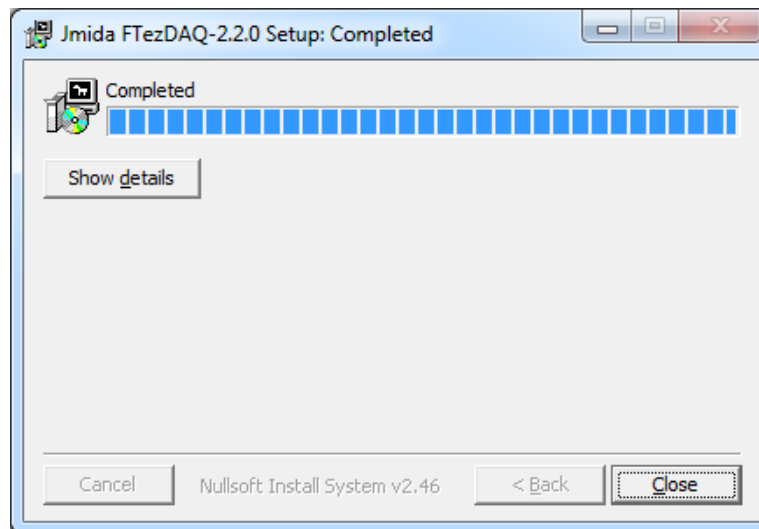 Jmida FTezDAQ-2.2.0 Setup: Completed
Completed
Show details
Cancel Nullsoft Install System v2.46 < Back Close